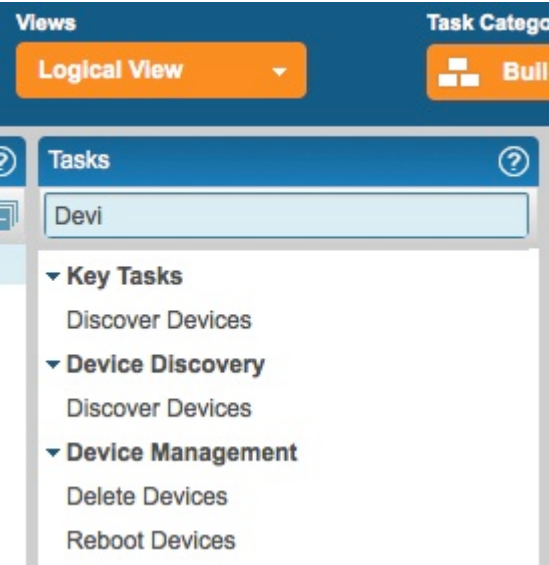 Views
Task Catego
Logical View
Buil
Tasks
Devi
Key Tasks
Discover Devices
Device Discovery
Discover Devices
Device Management
Delete Devices
Reboot Devices